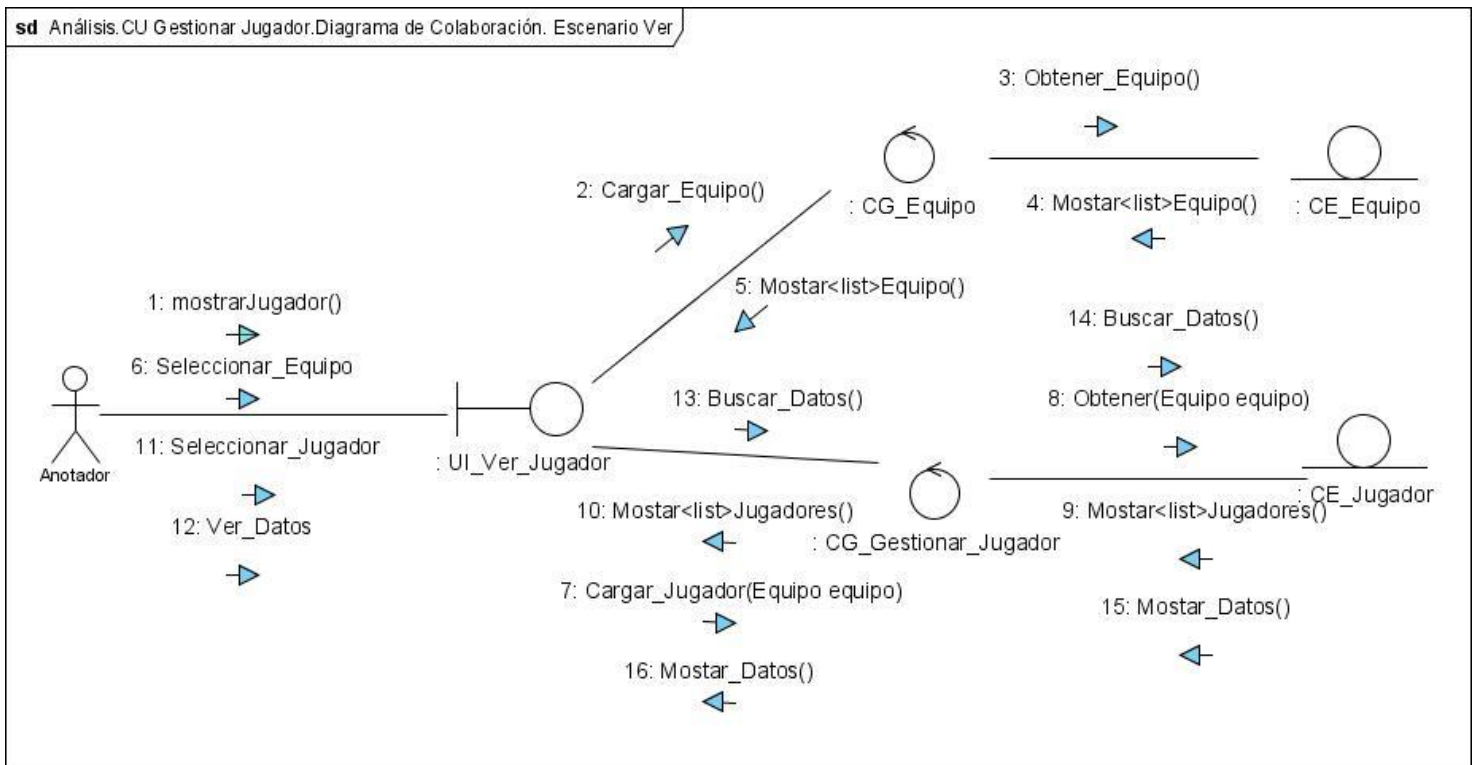 sd Análisis.CU Gestionar Jugador.Diagrama de Colaboración. Escenario Ver
3: Obtener_Equipo()
2: Cargar_Equipo()
: CG_Equipo
4: Mostar<list>Equipo()
: CE_Equipo
5: Mostar<list>Equipo()
1: mostrarJugador()
14: Buscar_Datos()
6: Seleccionar_Equipo
13: Buscar_Datos()
8: Obtener(Equipo equipo)
11: Seleccionar_Jugador
: UI_Ver_Jugador
Anotador
: CE_Jugador
12: Ver_Datos
10: Mostar<list>Jugadores()
9: Mostar<list>Jugadores()
: CG_Gestionar_Jugador
7: Cargar_Jugador(Equipo equipo)
15: Mostar_Datos()
16: Mostar_Datos()